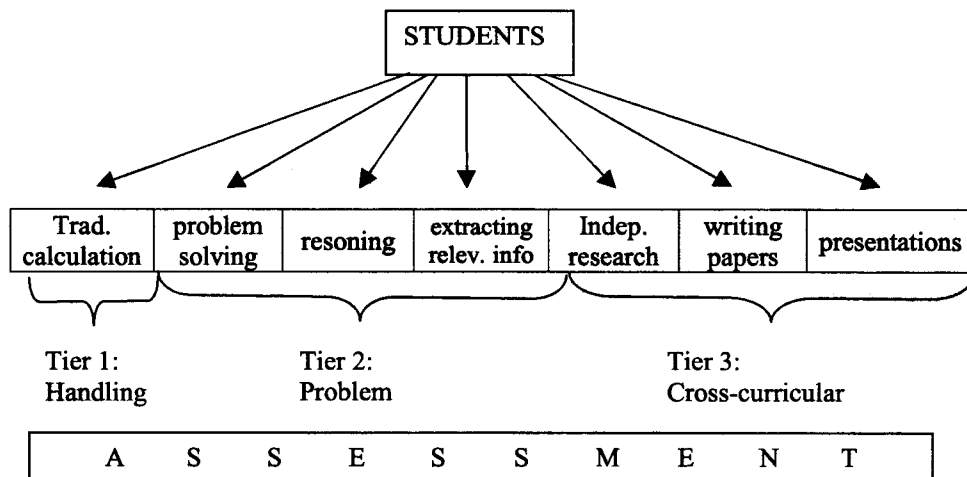 STUDENTS
Trad.
calculation
problem
solving
resoning
extracting
relev. info
Indep.
research
writing
papers
presentations
Tier 1:
Handling
Tier 2:
Problem
Tier 3:
Cross-curricular
A S S E S S M E N T